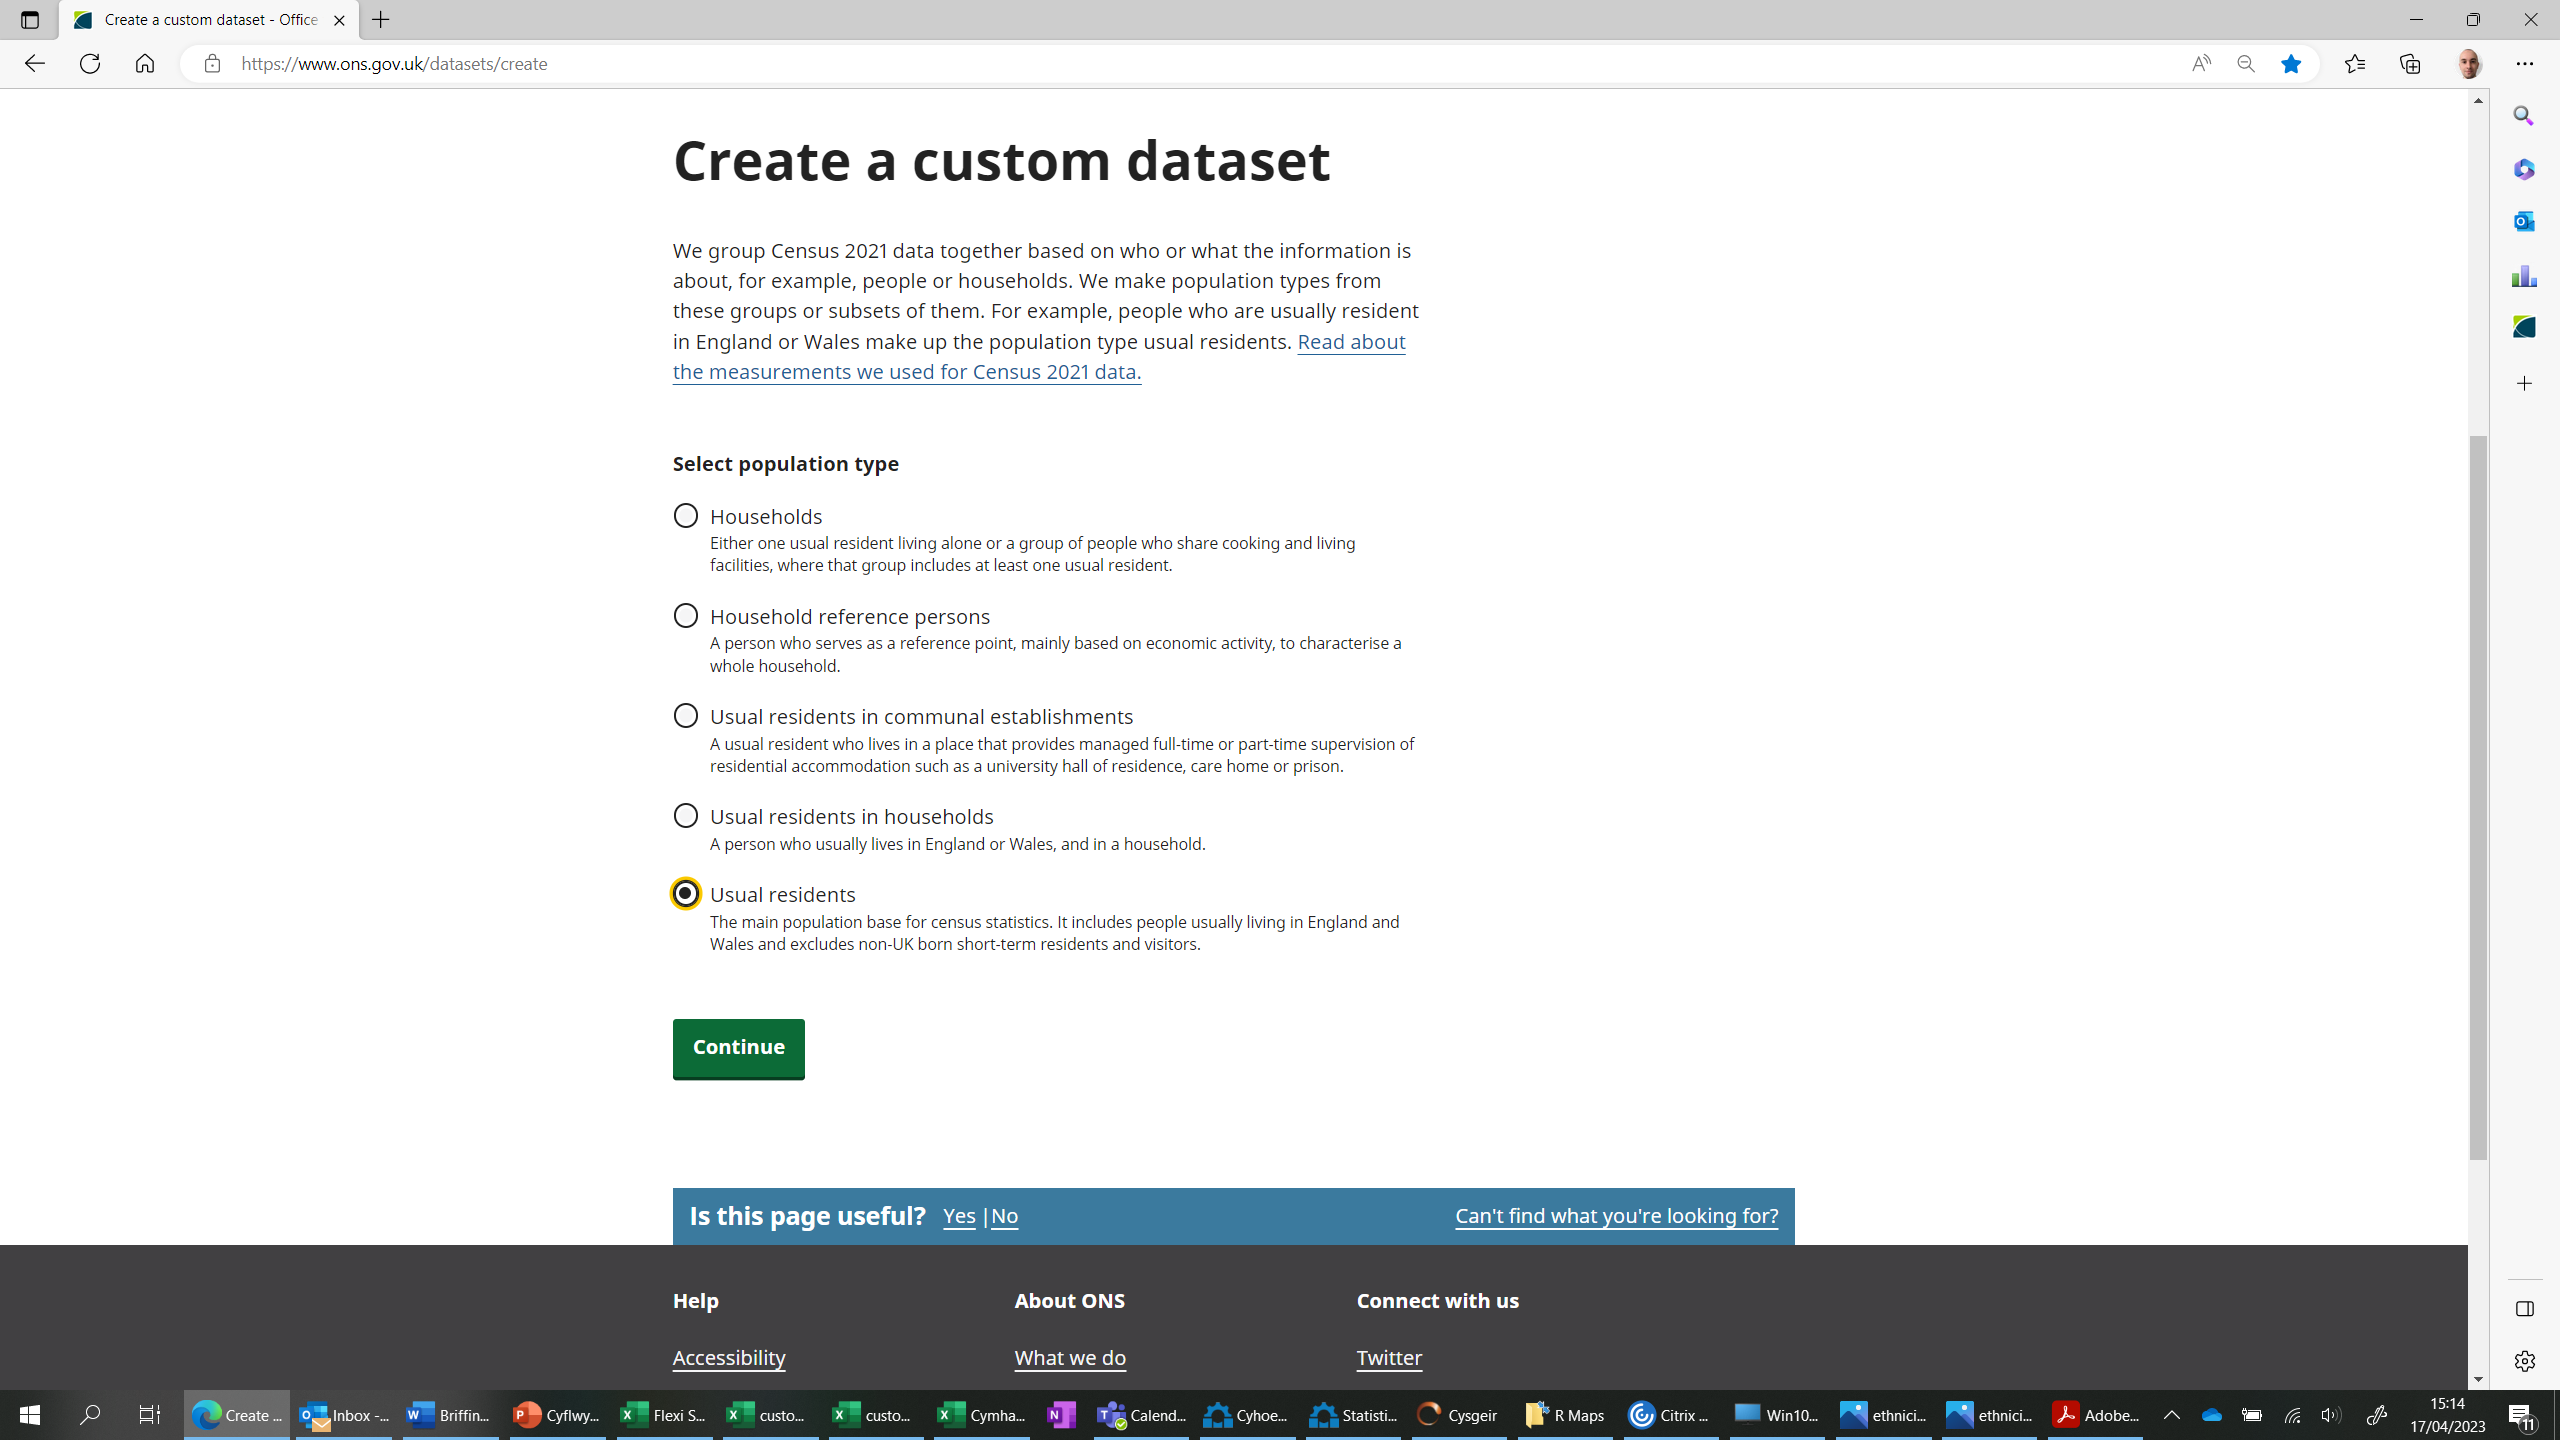 Create a custom dataset - Office
https://www.ons.gov.uk/datasets/create
Create a custom dataset
We group Census 2021 data together based on who or what the information is
about, for example, people or households. We make population types from
these groups or subsets of them. For example, people who are usually resident
in England or Wales make up the population type usual residents. Read about
the measurements we used for Census 2021 data.
Select population type
Households
Either one usual resident living alone or a group of people who share cooking and living
facilities, where that group includes at least one usual resident.
Household reference persons
A person who serves as a reference point, mainly based on economic activity, to characterise a
whole household.
Usual residents in communal establishments
A usual resident who lives in a place that provides managed full-time or part-time supervision of
residential accommodation such as a university hall of residence, care home or prison.
Usual residents in households
A person who usually lives in England or Wales, and in a household.
Usual residents
The main population base for census statistics. It includes people usually living in England and
Wales and excludes non-UK born short-term residents and visitors.
Continue
Is this page useful? Yes | No Can't find what you're looking for?
Help About ONS Connect with us
Accessibility What we do Twitter
Create ... Inbox -... Briffin... Cyflwy... Flexi S... custo... custo... Cymha... Calend... Cyhoe... Statisti... Cysgeir R Maps Citrix ... Win10... ethnici... ethnici... Adobe... 15:14
17/04/2023 11